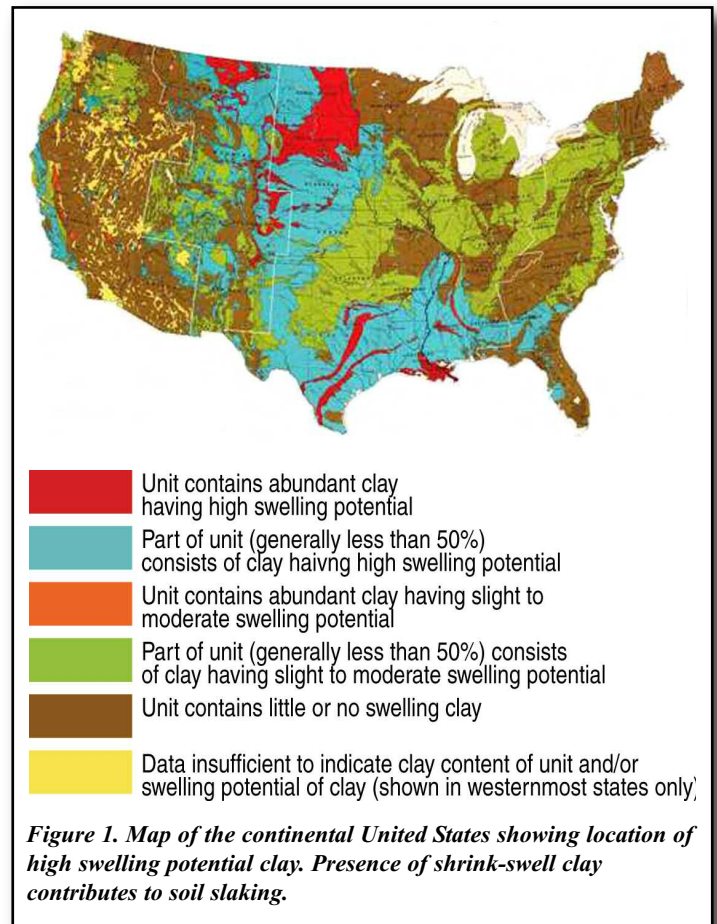 Unit contains abundant clay
having high swelling potential
Part of unit (generally less than 50%)
consists of clay haivng high swelling potential
Unit contains abundant clay having slight to
moderate swelling potential
Part of unit (generally less than 50%) consists
of clay having slight to moderate swelling potential
Unit contains little or no swelling clay
Data insufficient to indicate clay content of unit and/or
swelling potential of clay (shown in westernmost states only)
Figure 1. Map of the continental United States showing location of
high swelling potential clay. Presence of shrink-swell clay
contributes to soil slaking.